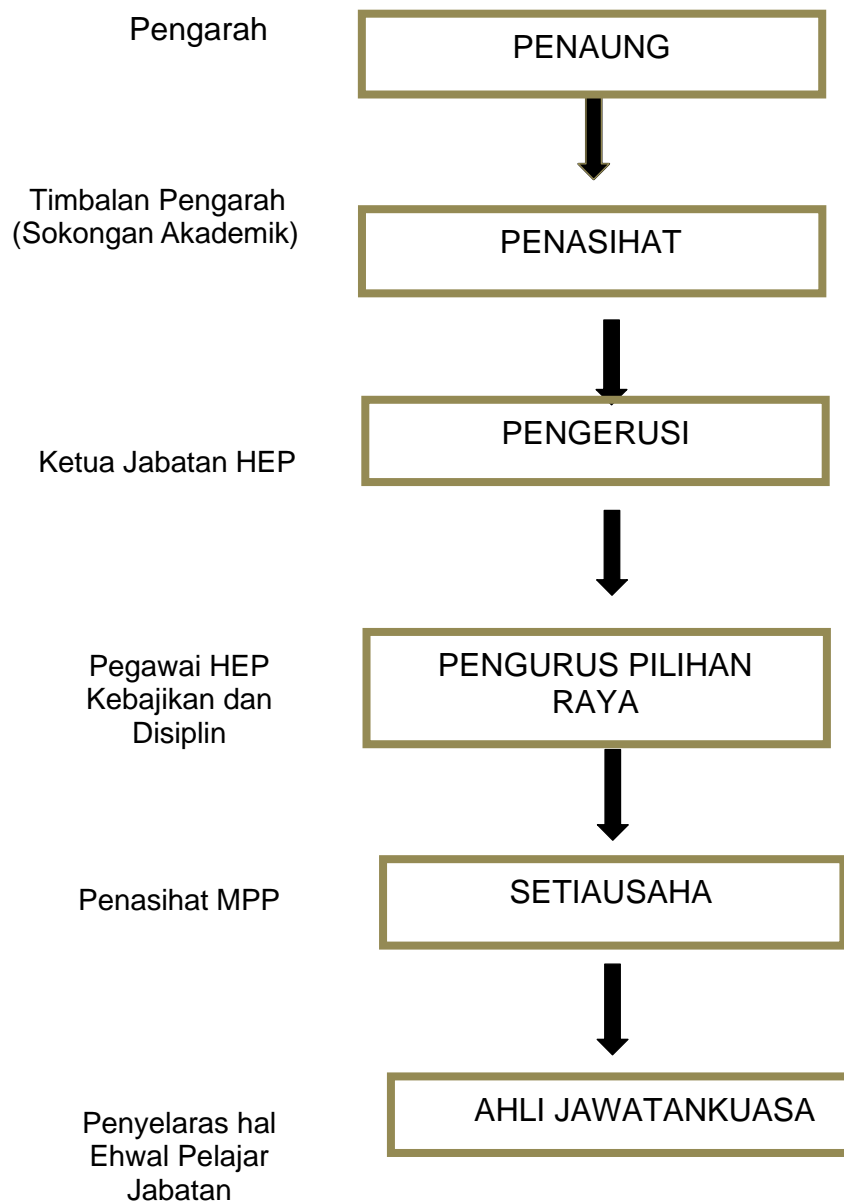 Pengarah
PENAUNG
Timbalan Pengarah
(Sokongan Akademik)
PENASIHAT
PENGERUSI
Ketua Jabatan HEP
Pegawai HEP
Kebajikan dan
Disiplin
PENGURUS PILIHAN
RAYA
Penasihat MPP
SETIAUSAHA
Penyelaras hal
Ehwal Pelajar
Jabatan
AHLI JAWATANKUASA